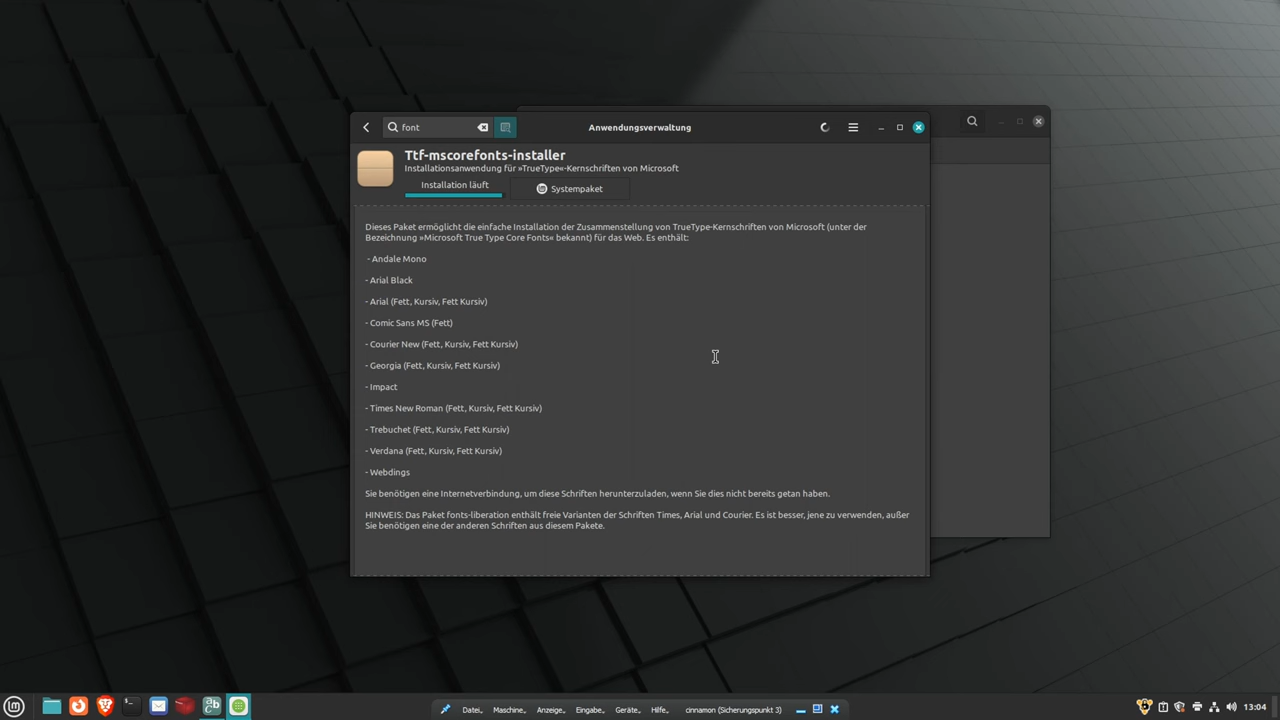 font
Anwendungsverwaltung
Ttf-mscorefonts-installer
Installationsanwendung für »TrueType«-Kernschriften von Microsoft
Installation läuft
Systempaket
Dieses Paket ermöglicht die einfache Installation der Zusammenstellung von TrueType-Kernschriften von Microsoft (unter der
Bezeichnung »Microsoft True Type Core Fonts« bekannt) für das Web. Es enthält:
- Andale Mono
- Arial Black
- Arial (Fett, Kursiv, Fett Kursiv)
- Comic Sans MS (Fett)
- Courier New (Fett, Kursiv, Fett Kursiv)
- Georgia (Fett, Kursiv, Fett Kursiv)
- Impact
- Times New Roman (Fett, Kursiv, Fett Kursiv)
- Trebuchet (Fett, Kursiv, Fett Kursiv)
- Verdana (Fett, Kursiv, Fett Kursiv)
- Webdings
Sie benötigen eine Internetverbindung, um diese Schriften herunterzuladen, wenn Sie dies nicht bereits getan haben.
HINWEIS: Das Paket fonts-liberation enthält freie Varianten der Schriften Times, Arial und Courier. Es ist besser, jene zu verwenden, außer
Sie benötigen eine der anderen Schriften aus diesem Pakete.
Datei Maschine Anzeige Eingabe Geräte Hilfe cinnamon (Sicherungspunkt 3)
13:04